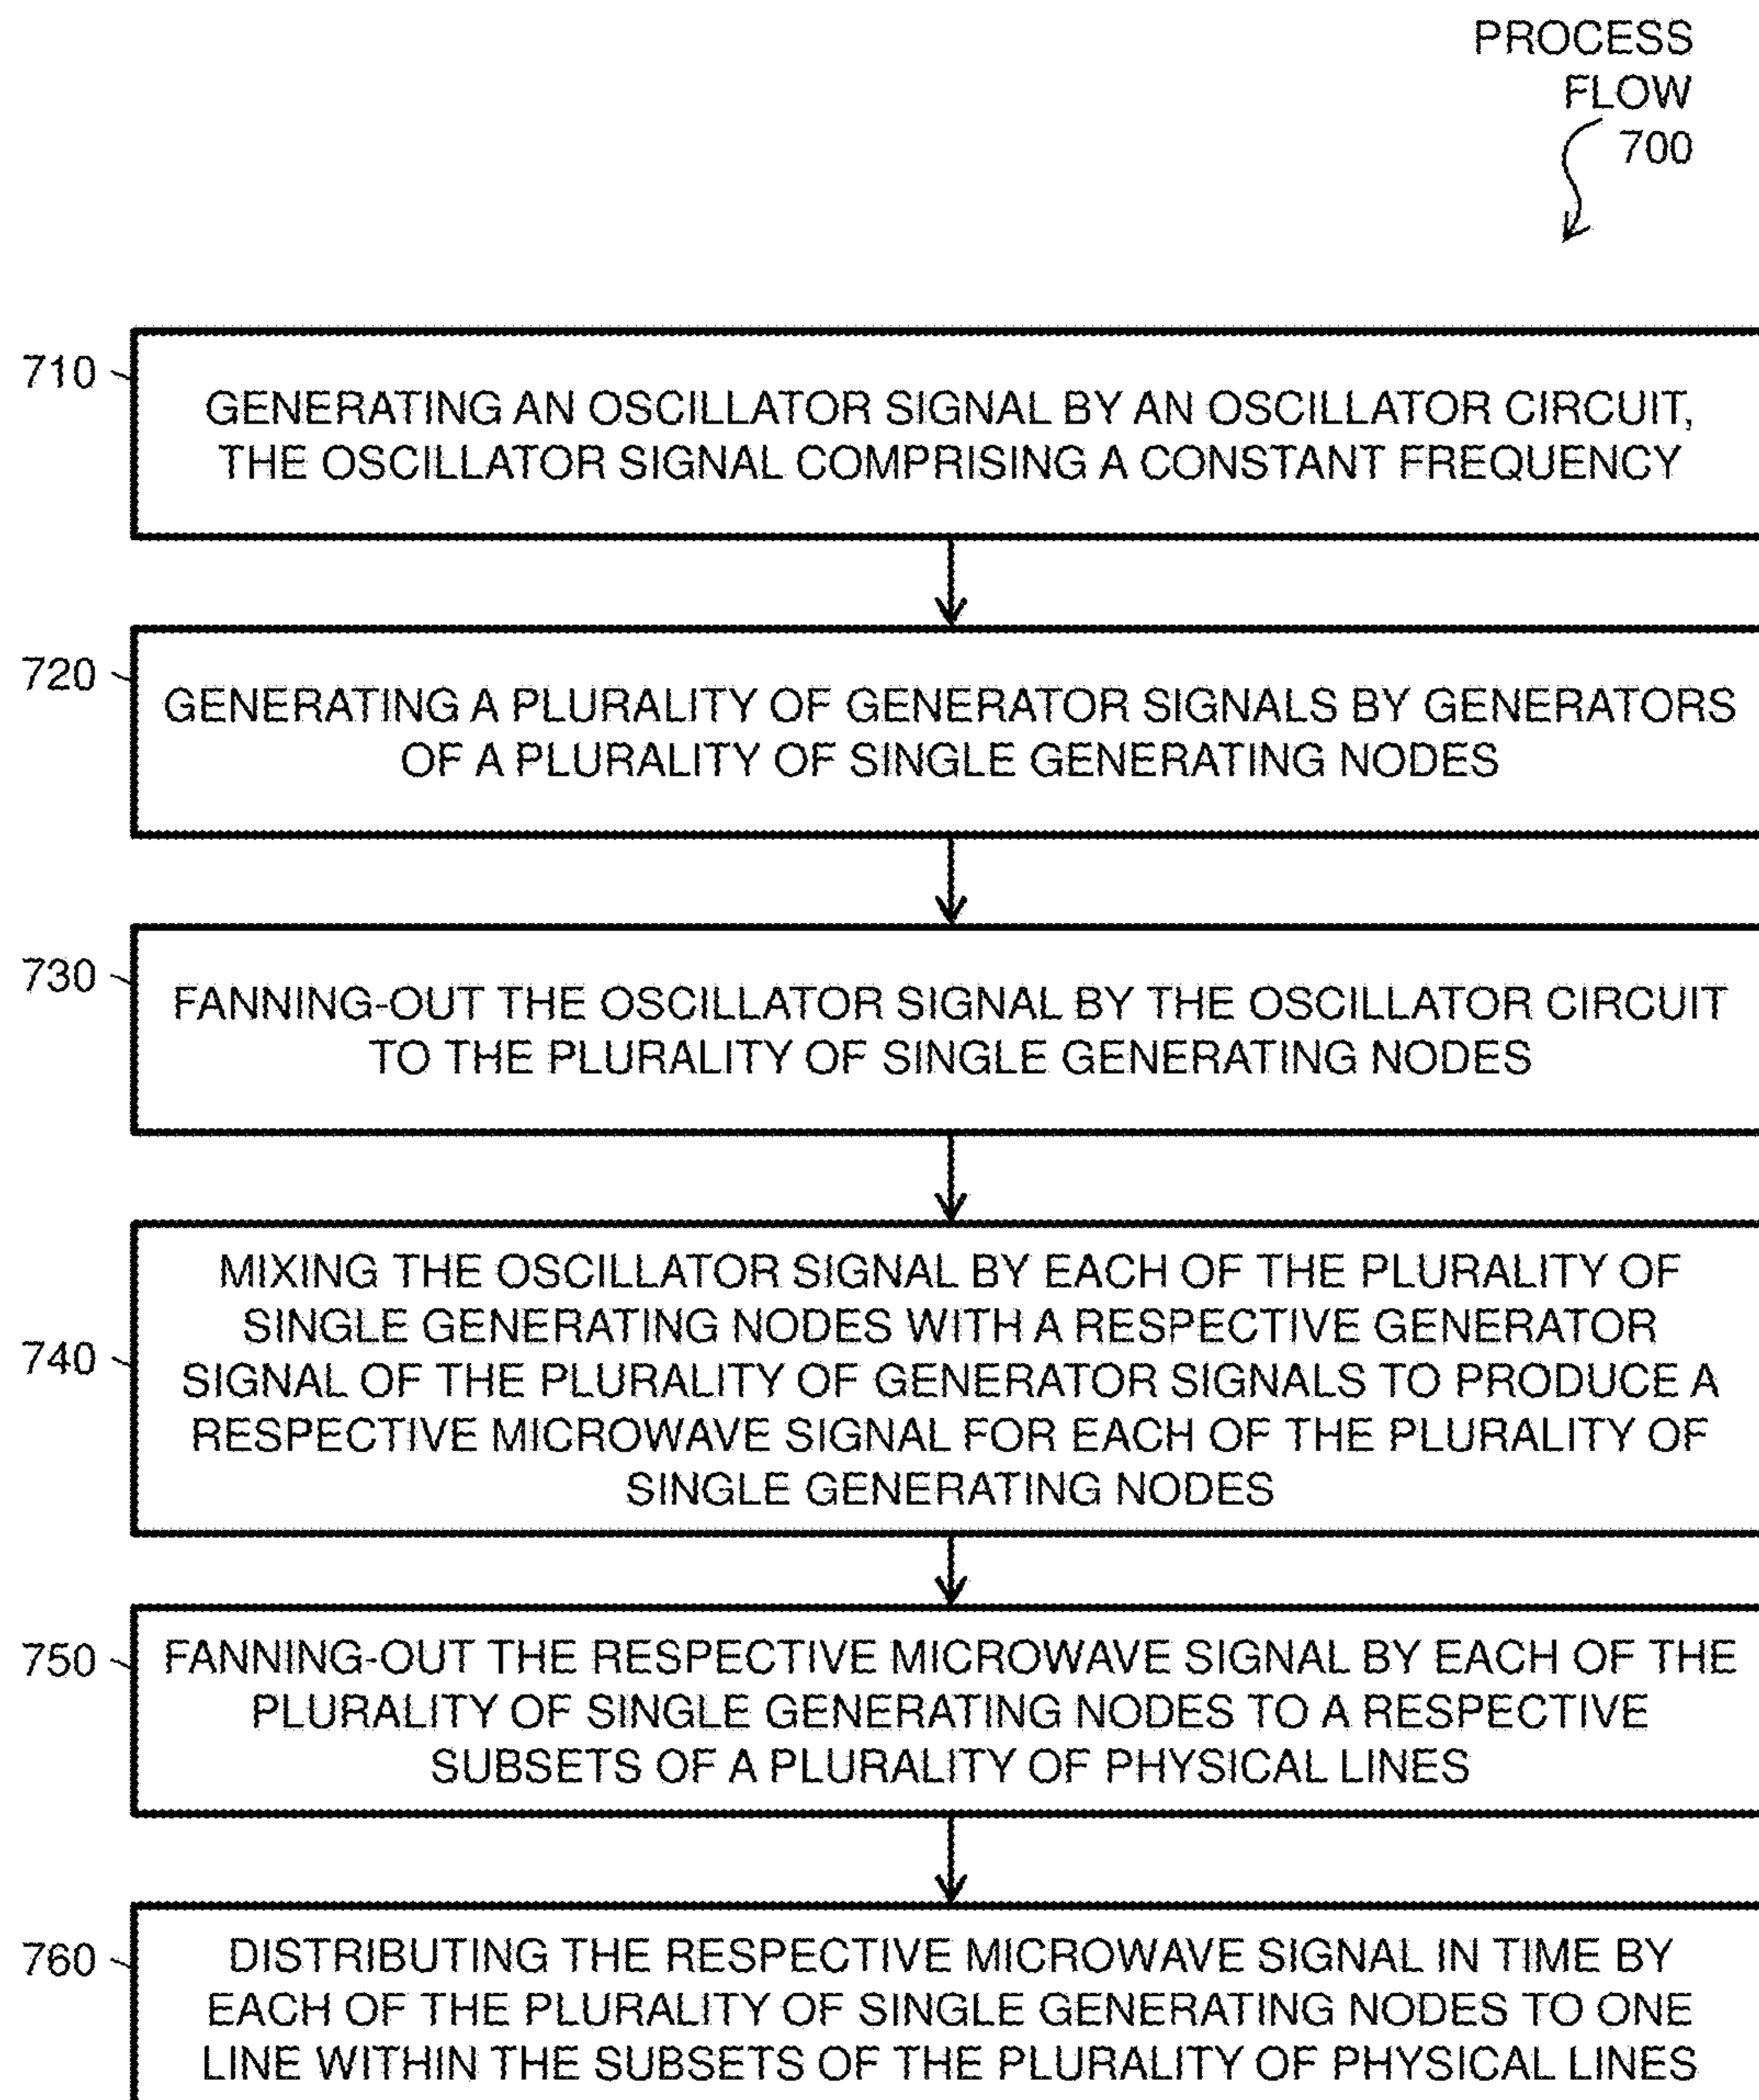 PROCESS
FLOW
700
710
GENERATING AN OSCILLATOR SIGNAL BY AN OSCILLATOR CIRCUIT,
THE OSCILLATOR SIGNAL COMPRISING A CONSTANT FREQUENCY
720
GENERATING A PLURALITY OF GENERATOR SIGNALS BY GENERATORS
OF A PLURALITY OF SINGLE GENERATING NODES
730
FANNING-OUT THE OSCILLATOR SIGNAL BY THE OSCILLATOR CIRCUIT
TO THE PLURALITY OF SINGLE GENERATING NODES
740
MIXING THE OSCILLATOR SIGNAL BY EACH OF THE PLURALITY OF
SINGLE GENERATING NODES WITH A RESPECTIVE GENERATOR
SIGNAL OF THE PLURALITY OF GENERATOR SIGNALS TO PRODUCE A
RESPECTIVE MICROWAVE SIGNAL FOR EACH OF THE PLURALITY OF
SINGLE GENERATING NODES
750
FANNING-OUT THE RESPECTIVE MICROWAVE SIGNAL BY EACH OF THE
PLURALITY OF SINGLE GENERATING NODES TO A RESPECTIVE
SUBSETS OF A PLURALITY OF PHYSICAL LINES
760
DISTRIBUTING THE RESPECTIVE MICROWAVE SIGNAL IN TIME BY
EACH OF THE PLURALITY OF SINGLE GENERATING NODES TO ONE
LINE WITHIN THE SUBSETS OF THE PLURALITY OF PHYSICAL LINES